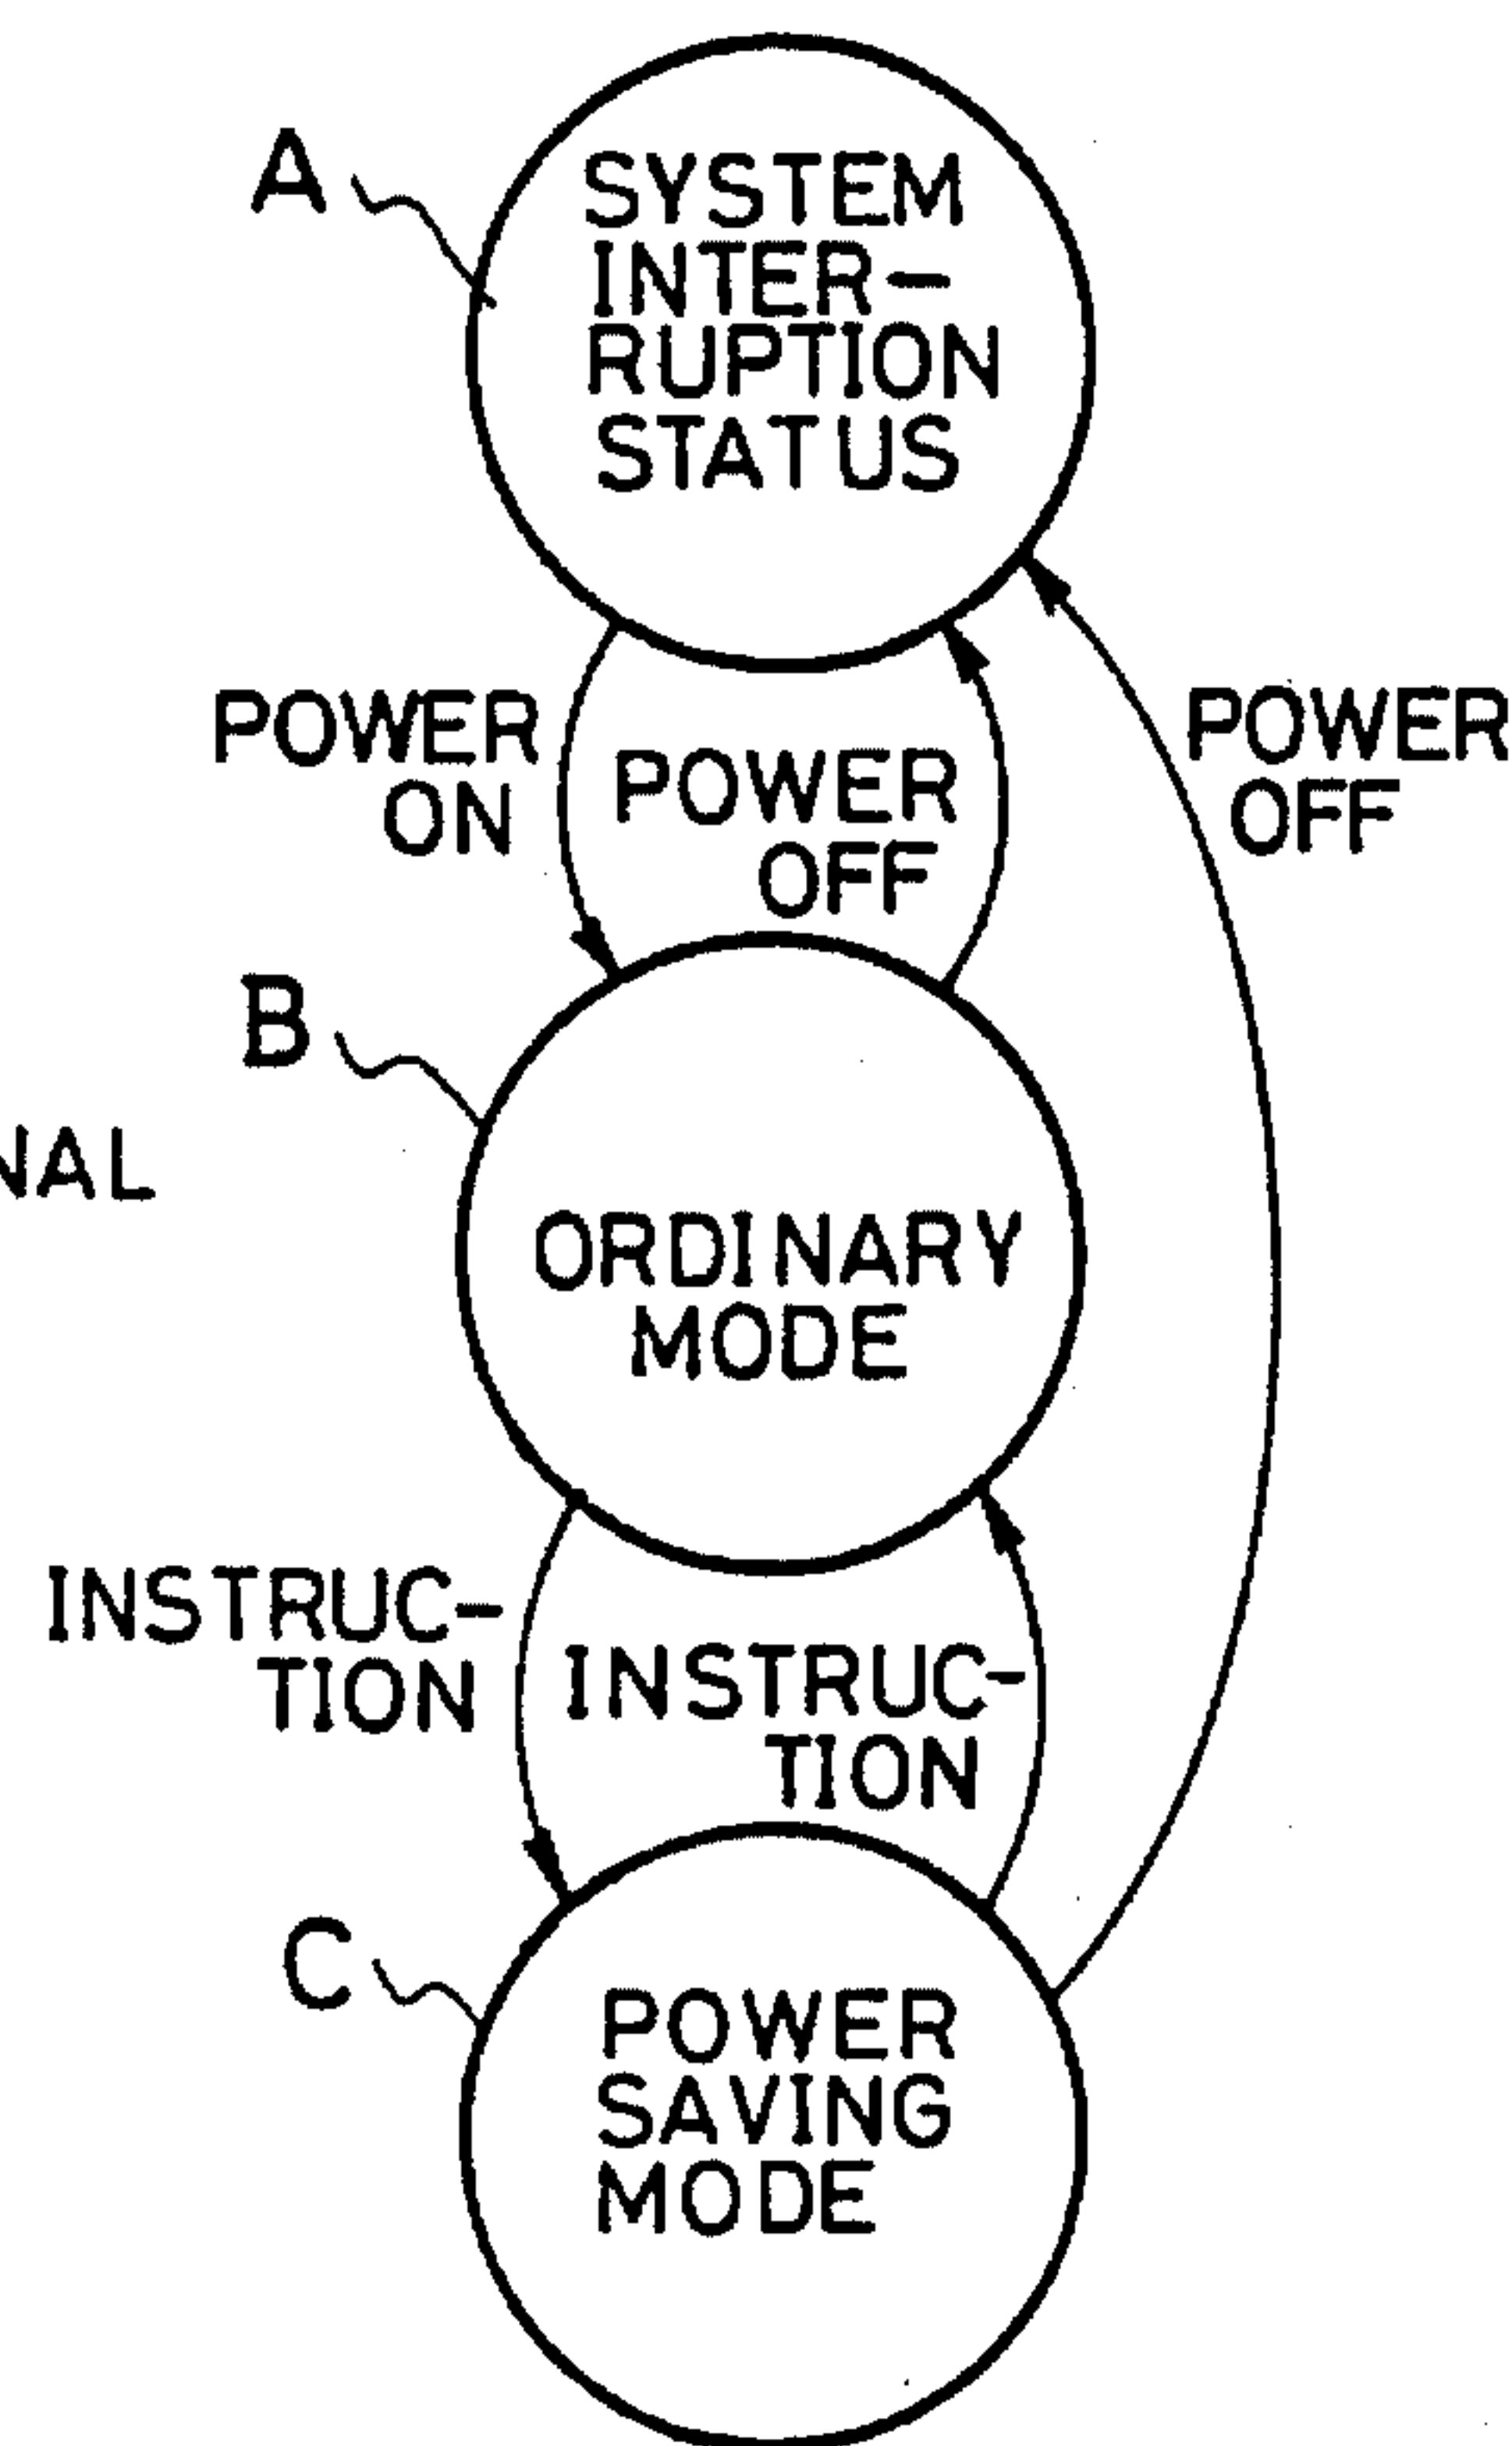 A
SYSTEM
INTER-
RUPTION
STATUS
POWER
ON
POWER
OFF
POWER
OFF
B
NAL
ORDINARY
MODE
INSTRUC-
TION
INSTRUC-
TION
C
POWER
SAVING
MODE